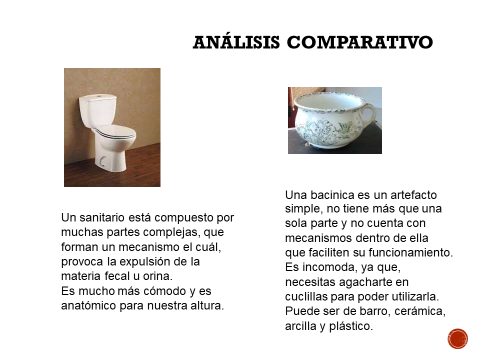 ANÁLISIS COMPARATIVO
Un sanitario está compuesto por
muchas partes complejas, que
forman un mecanismo el cuál,
provoca la expulsión de la
materia fecal u orina.
Es mucho más cómodo y es
anatómico para nuestra altura.
Una bacinica es un artefacto
simple, no tiene más que una
sola parte y no cuenta con
mecanismos dentro de ella
que faciliten su funcionamiento.
Es incomoda, ya que,
necesitas agacharte en
cuclillas para poder utilizarla.
Puede ser de barro, cerámica,
arcilla y plástico.